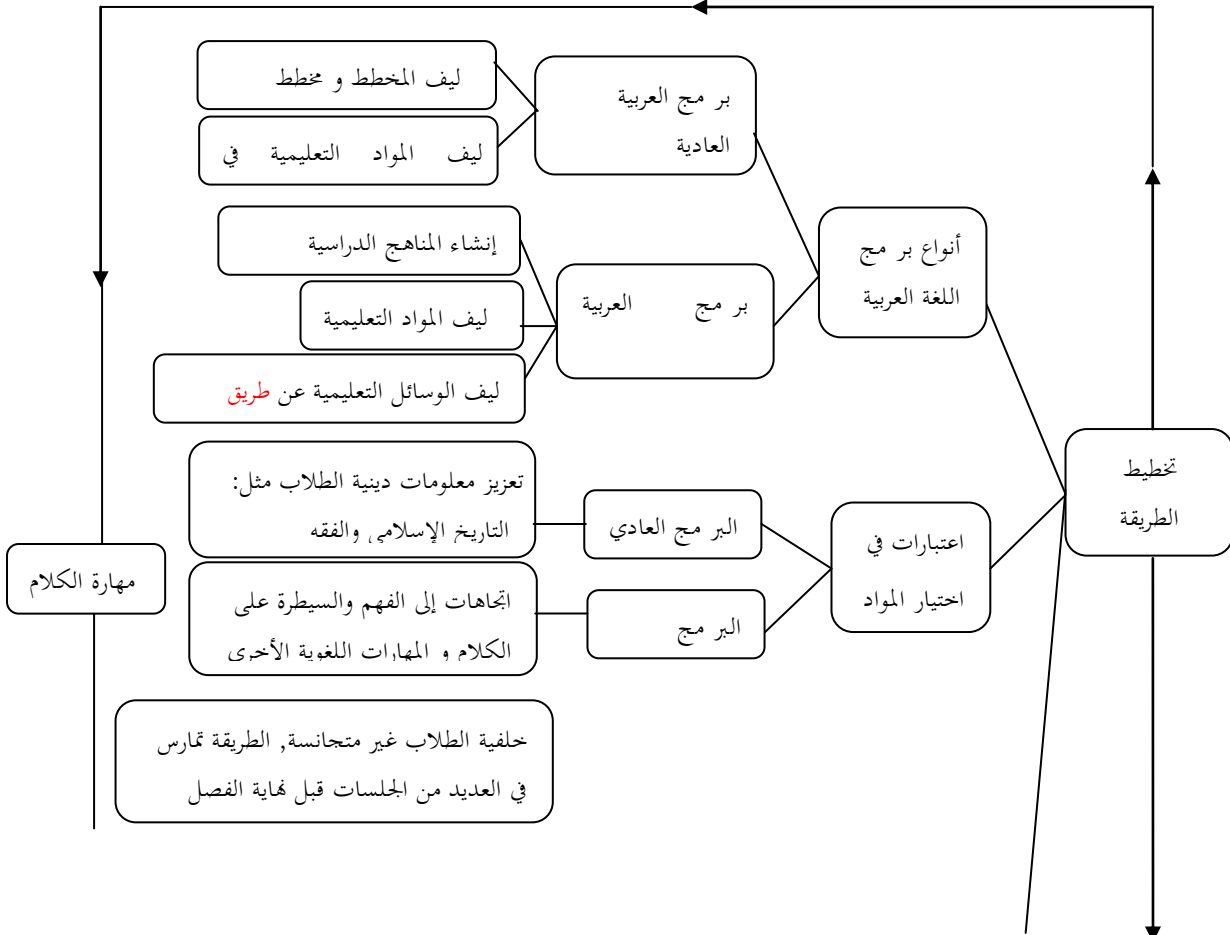 تخطيط
الطريقة
أنواع بر مج
اللغة العربية
بر مج العربية
العادية
ليف المخطط و مخطط
ليف المواد التعليمية في
بر مج العربية
إنشاء المناهج الدراسية
ليف المواد التعليمية
ليف الوسائل التعليمية عن طريق
اعتبارات في
اختيار المواد
البر مج العادي
تعزيز معلومات دينية الطلاب مثل:
التاريخ الإسلامي والفقه
البر مج
اتجاهات إلى الفهم والسيطرة على
الكلام و المهارات اللغوية الأخرى
خلفية الطلاب غير متجانسة, الطريقة تمارس
في العديد من الجلسات قبل نهاية الفصل
مهارة الكلام